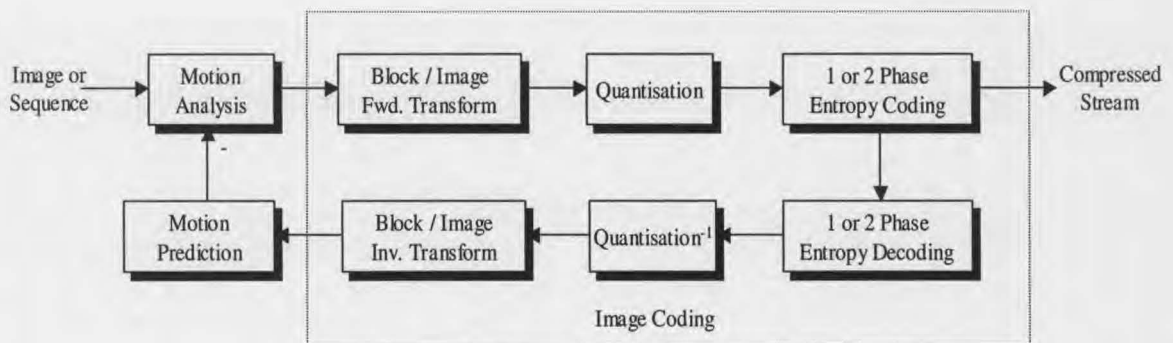 Image or
Sequence
Motion
Analysis
Block / Image
Fwd. Transform
Quantisation
1 or 2 Phase
Entropy Coding
Compressed
Stream
-
Motion
Prediction
Block / Image
Inv. Transform
Quantisation⁻¹
1 or 2 Phase
Entropy Decoding
Image Coding